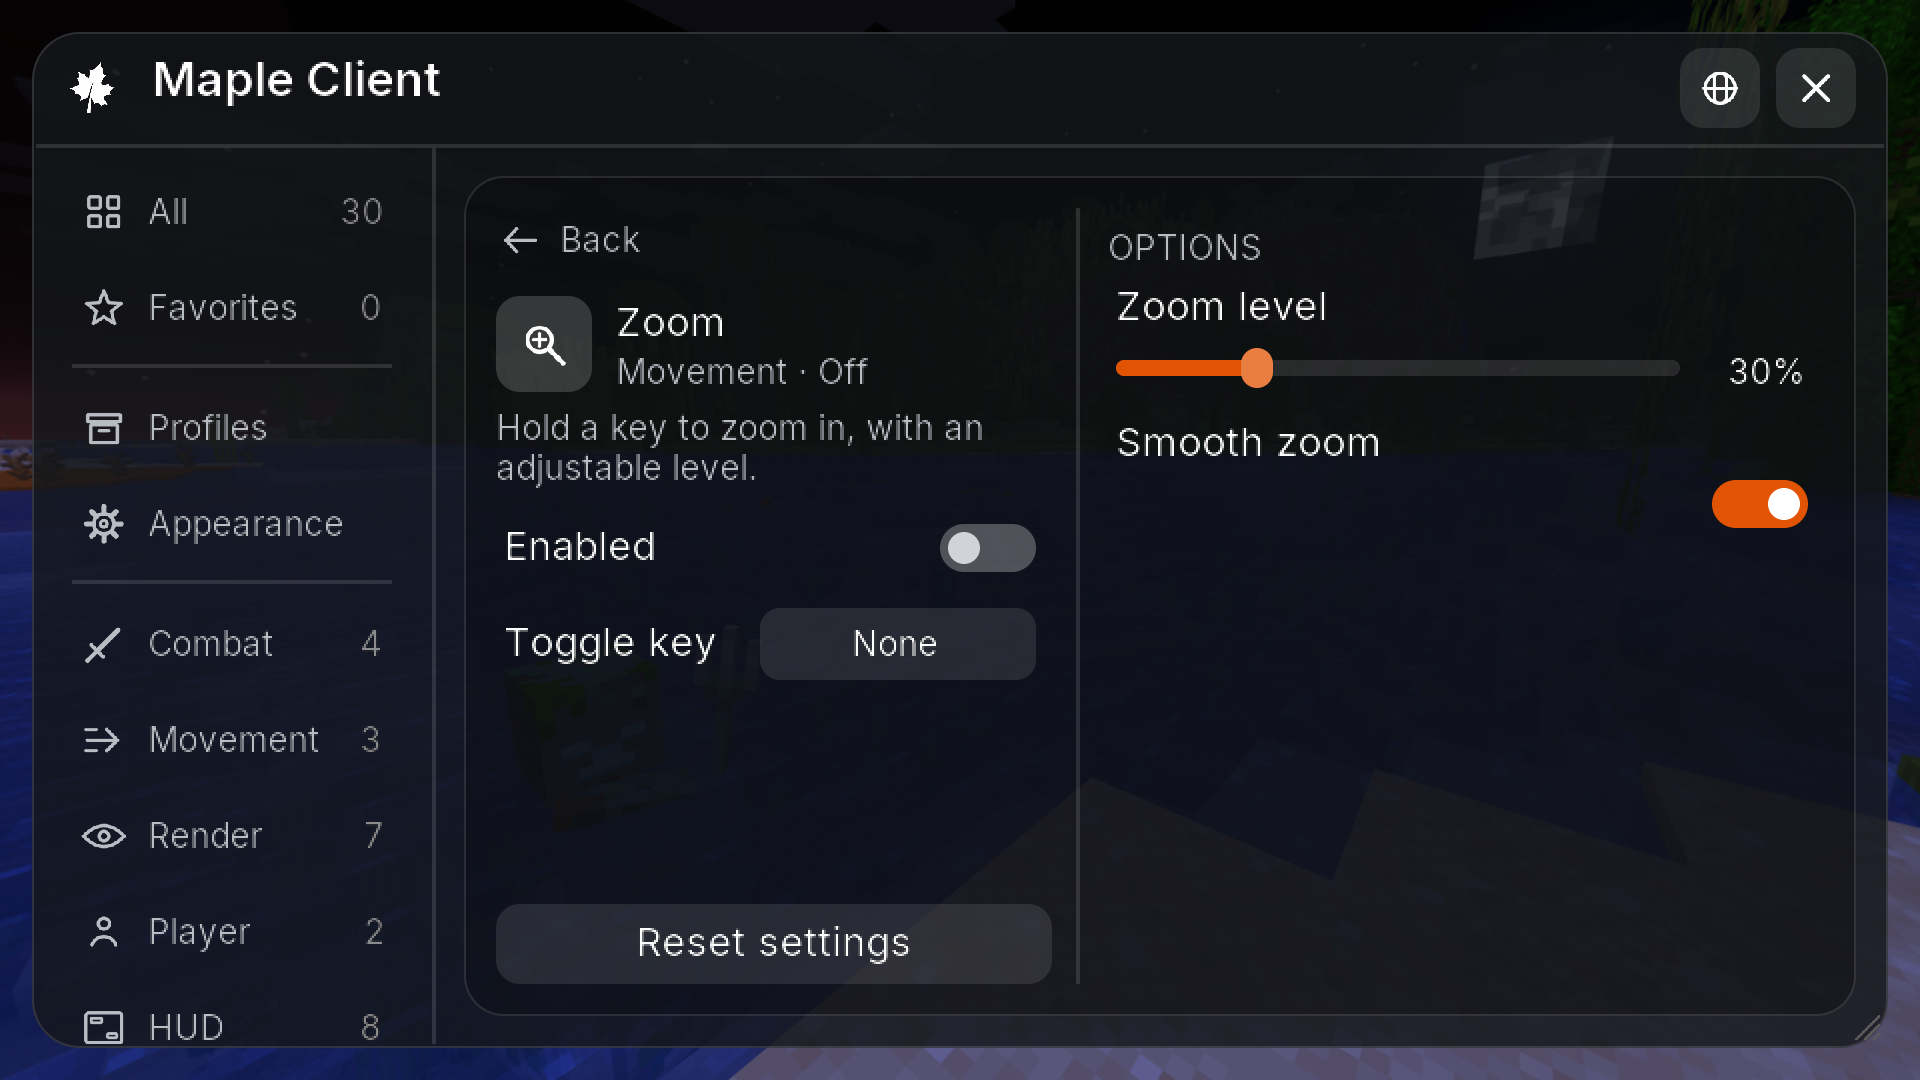 Maple Client
All 30
Favorites 0
Profiles
Appearance
Combat 4
Movement 3
Render 7
Player 2
HUD 8
Back
Zoom
Movement · Off
Hold a key to zoom in, with an
adjustable level.
Enabled
Toggle key None
Reset settings
OPTIONS
Zoom level
30%
Smooth zoom